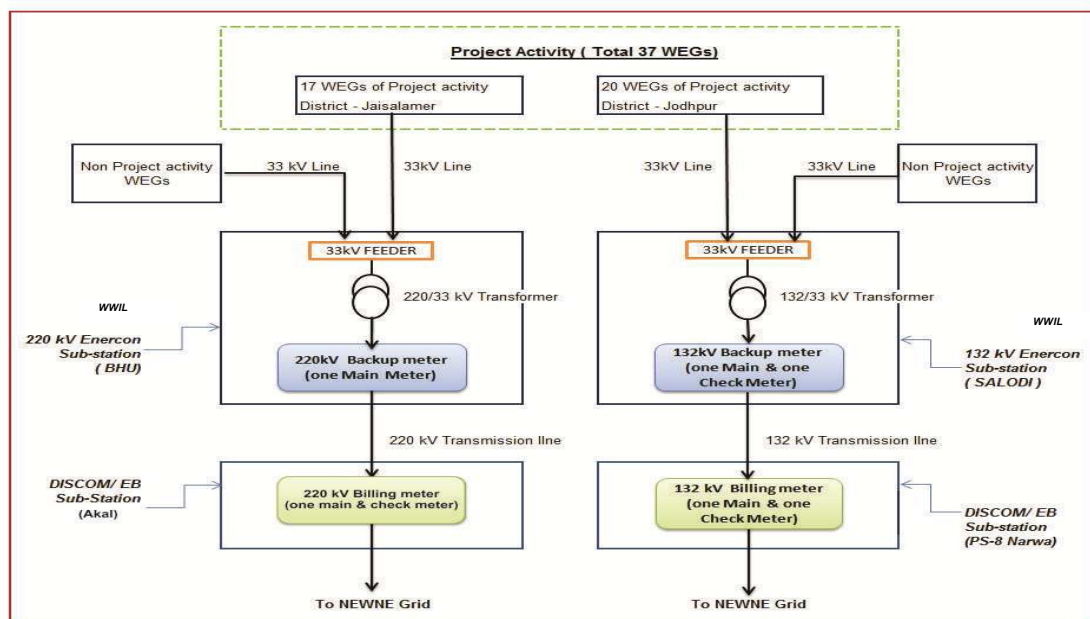 Project Activity ( Total 37 WEGs)
17 WEGs of Project activity
District - Jaisalamer
20 WEGs of Project activity
District - Jodhpur
Non Project activity
WEGs
33 kV Line
33kV Line
33kV Line
33kV Line
Non Project activity
WEGs
33kV FEEDER
33kV FEEDER
220/33 kV Transformer
132/33 kV Transformer
WWIL
220 kV Enercon
Sub-station
( BHU)
WWIL
132 kV Enercon
Sub-station
( SALODI )
220kV Backup meter
(one Main Meter)
132kV Backup meter
(one Main & one
Check Meter)
220 kV Transmission lIne
132 kV Transmission lIne
DISCOM/ EB
Sub-Station
(Akal)
220 kV Billing meter
(one main & check meter)
132 kV Billing meter
(one Main & one
Check Meter)
DISCOM/ EB
Sub-station
(PS-8 Narwa)
To NEWNE Grid
To NEWNE Grid